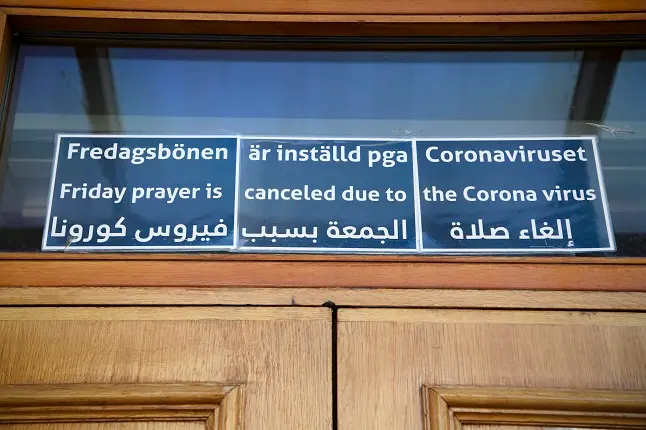 Fredagsbönen är inställd pga Coronaviruset
Friday prayer is canceled due to the Corona virus
إلغاء صلاة الجمعة بسبب فيروس كورونا